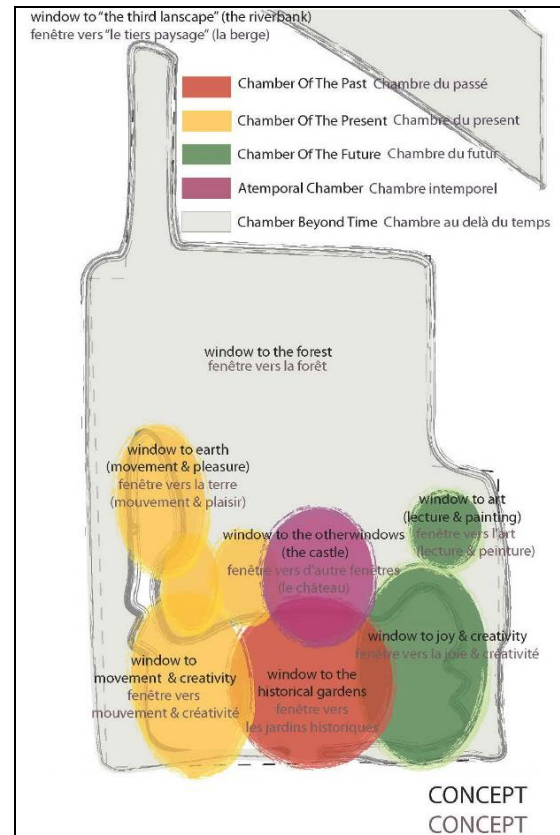 window to "the third lanscape" (the riverbank)
fenêtre vers "le tiers paysage" (la berge)
Chamber Of The Past Chambre du passé
Chamber Of The Present Chambre du present
Chamber Of The Future Chambre du futur
Atemporal Chamber Chambre intemporel
Chamber Beyond Time Chambre au delà du temps
window to the forest
fenêtre vers la forêt
window to earth
(movement & pleasure)
fenêtre vers la terre
(mouvement & plaisir)
window to art
(lecture & painting)
fenêtre vers l'art
(lecture & peinture)
window to the otherwindows
(the castle)
fenêtre vers d'autre fenêtres
(le château)
window to joy & creativity
fenêtre vers la joie & créativité
window to
movement & creativity
fenêtre vers
mouvement & créativité
window to the
historical gardens
fenêtre vers
les jardins historiques
CONCEPT
CONCEPT